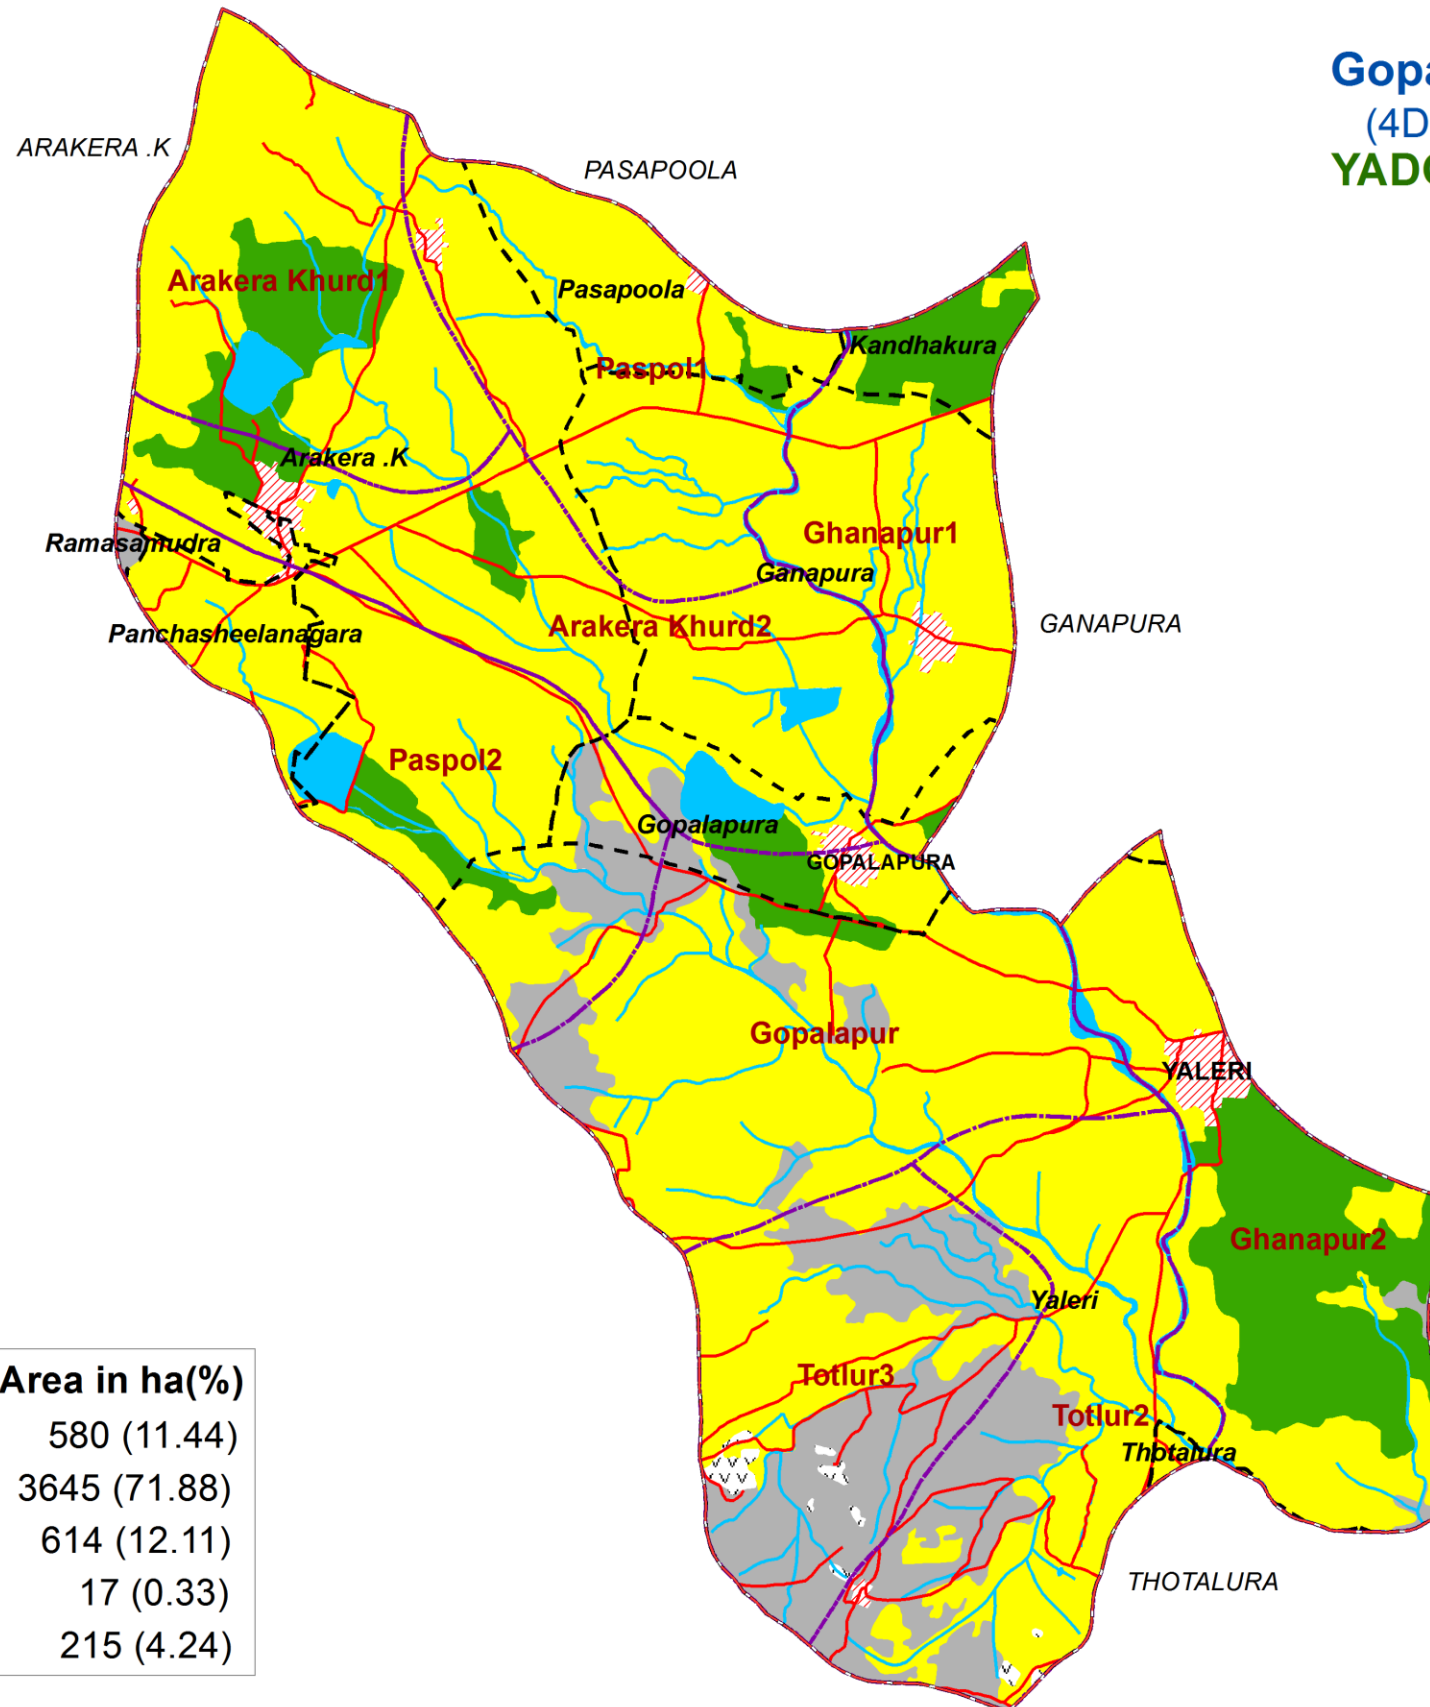 Gopa
(4D
YADG
ARAKERA .K
PASAPOOLA
Arakera Khurd1
Pasapoola
Kandhakura
Paspol1
Arakera .K
Ghanapur1
Ramasamudra
Ganapura
Arakera Khurd2
GANAPURA
Panchasheelanagara
Paspol2
Gopalapura
GOPALAPURA
Gopalapur
YALERI
Ghanapur2
Yaleri
Totlur3
Totlur2
Thotalura
THOTALURA
Area in ha(%)
580 (11.44)
3645 (71.88)
614 (12.11)
17 (0.33)
215 (4.24)